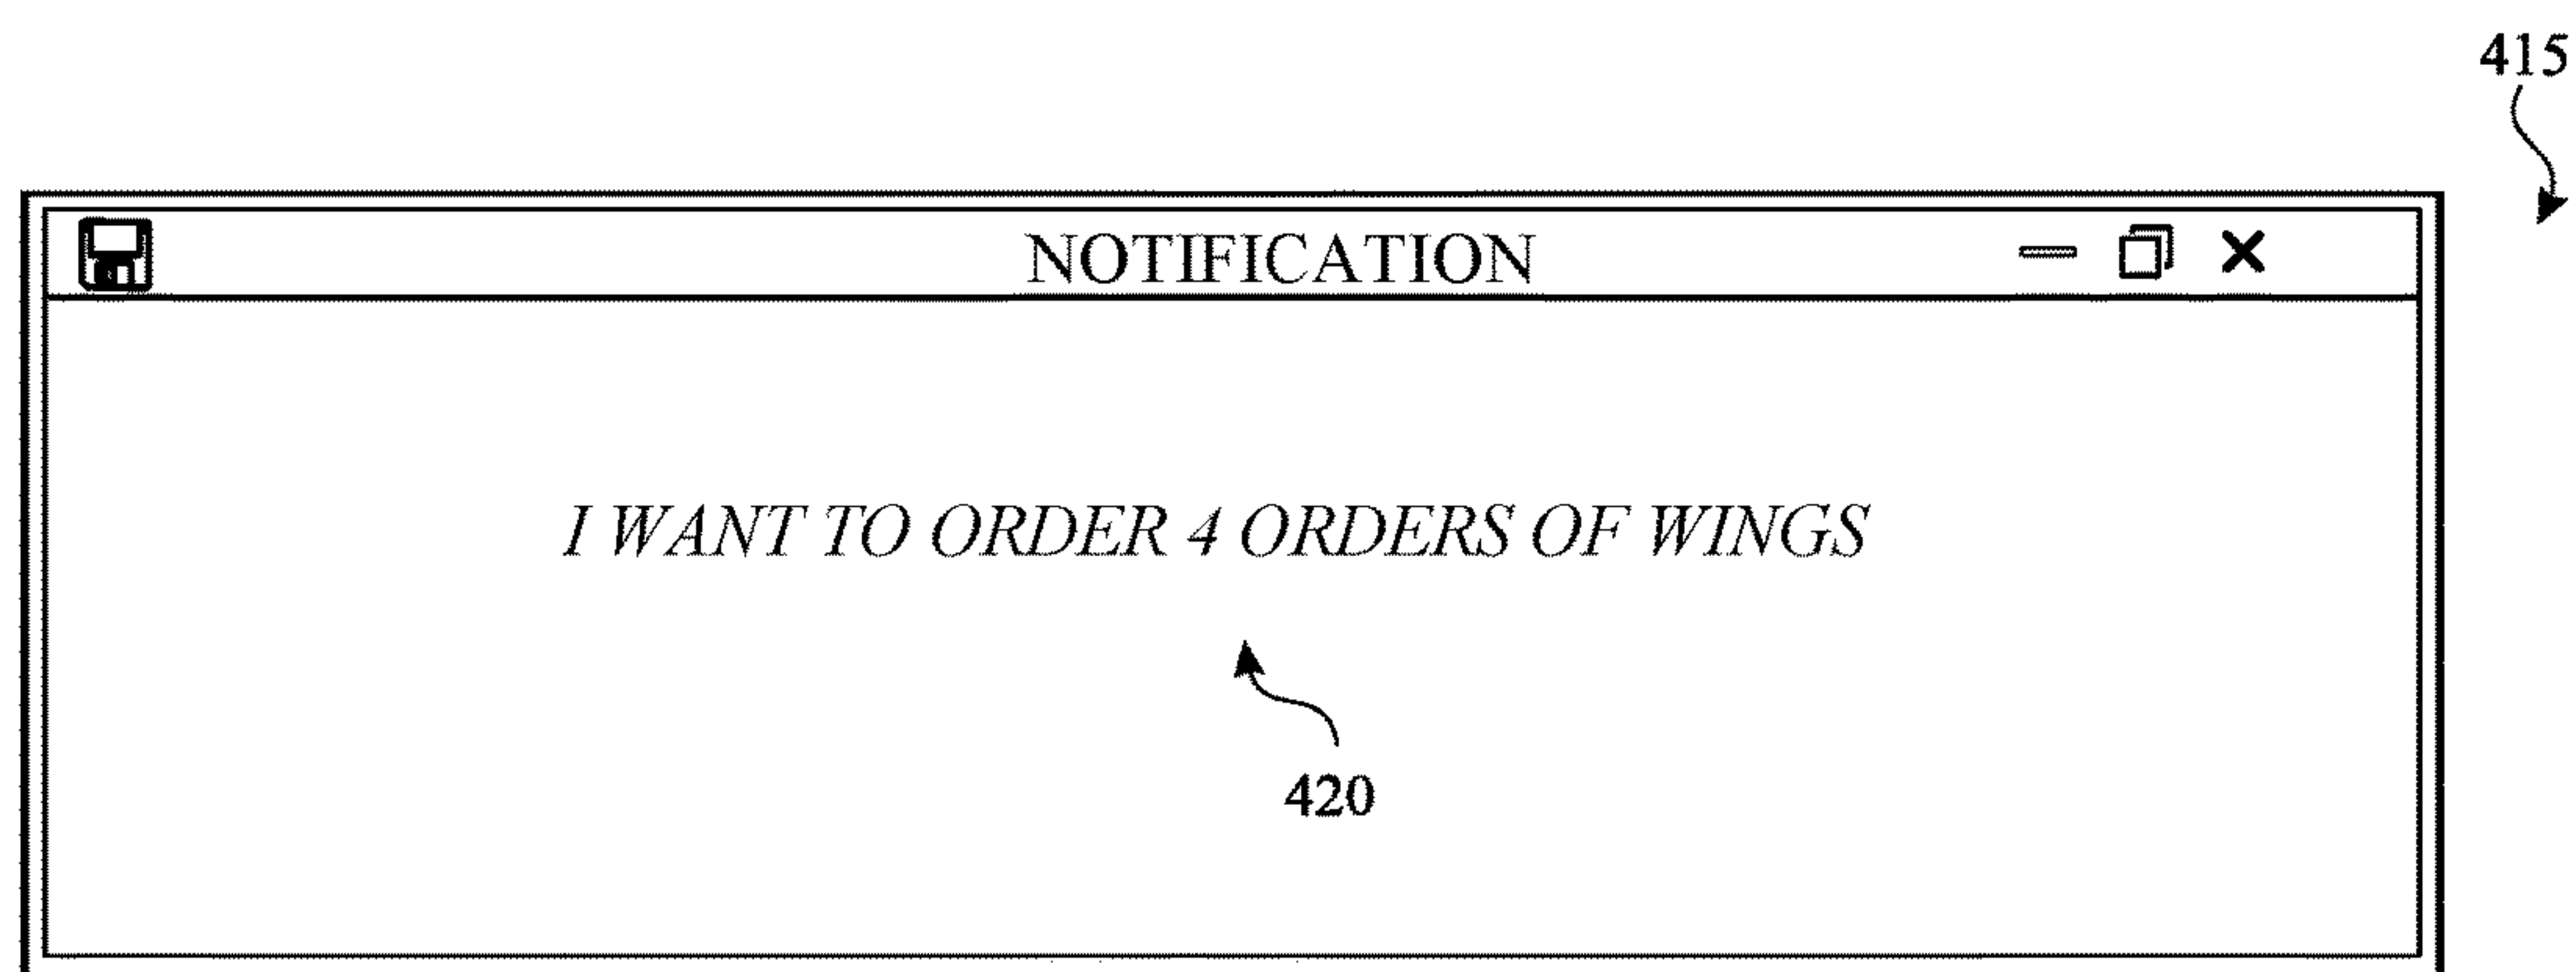 415
NOTIFICATION
I WANT TO ORDER 4 ORDERS OF WINGS
420